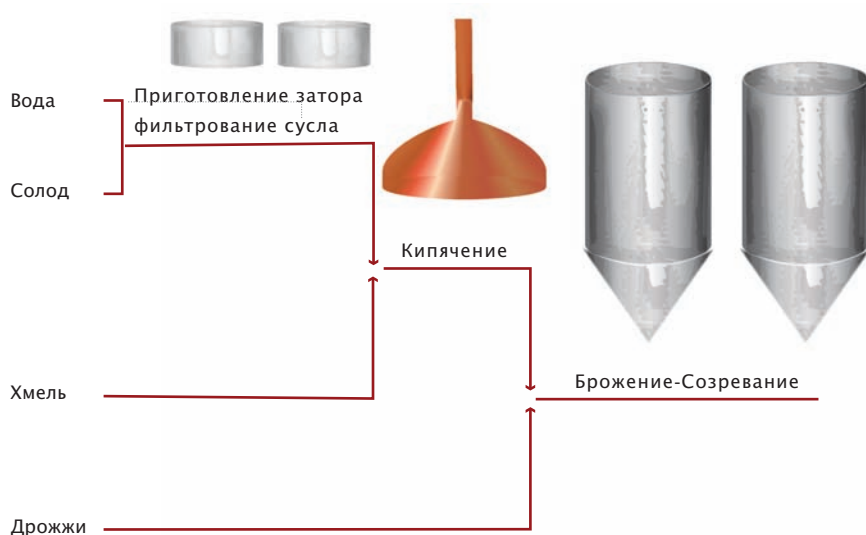 Вода
Приготовление затора
фильтрование сусла
Солод
Кипячение
Брожение-Созревание
Хмель
Дрожжи